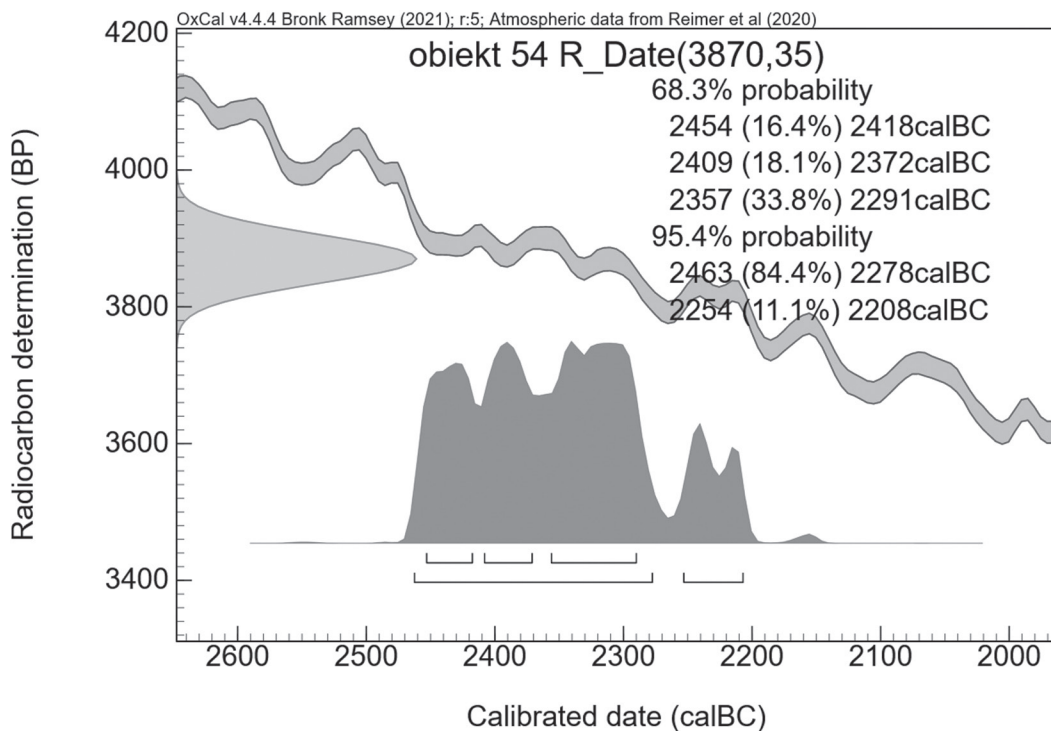 OxCal v4.4.4 Bronk Ramsey (2021); r:5; Atmospheric data from Reimer et al (2020)
obiekt 54 R_Date(3870,35)
68.3% probability
2454 (16.4%) 2418calBC
2409 (18.1%) 2372calBC
2357 (33.8%) 2291calBC
95.4% probability
2463 (84.4%) 2278calBC
2254 (11.1%) 2208calBC
Radiocarbon determination (BP)
4200
4000
3800
3600
3400
2600 2500 2400 2300 2200 2100 2000
Calibrated date (calBC)